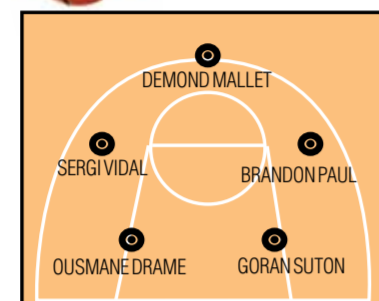 DEMOND MALLET
SERGI VIDAL
BRANDON PAUL
OUSMANE DRAME
GORAN SUTON